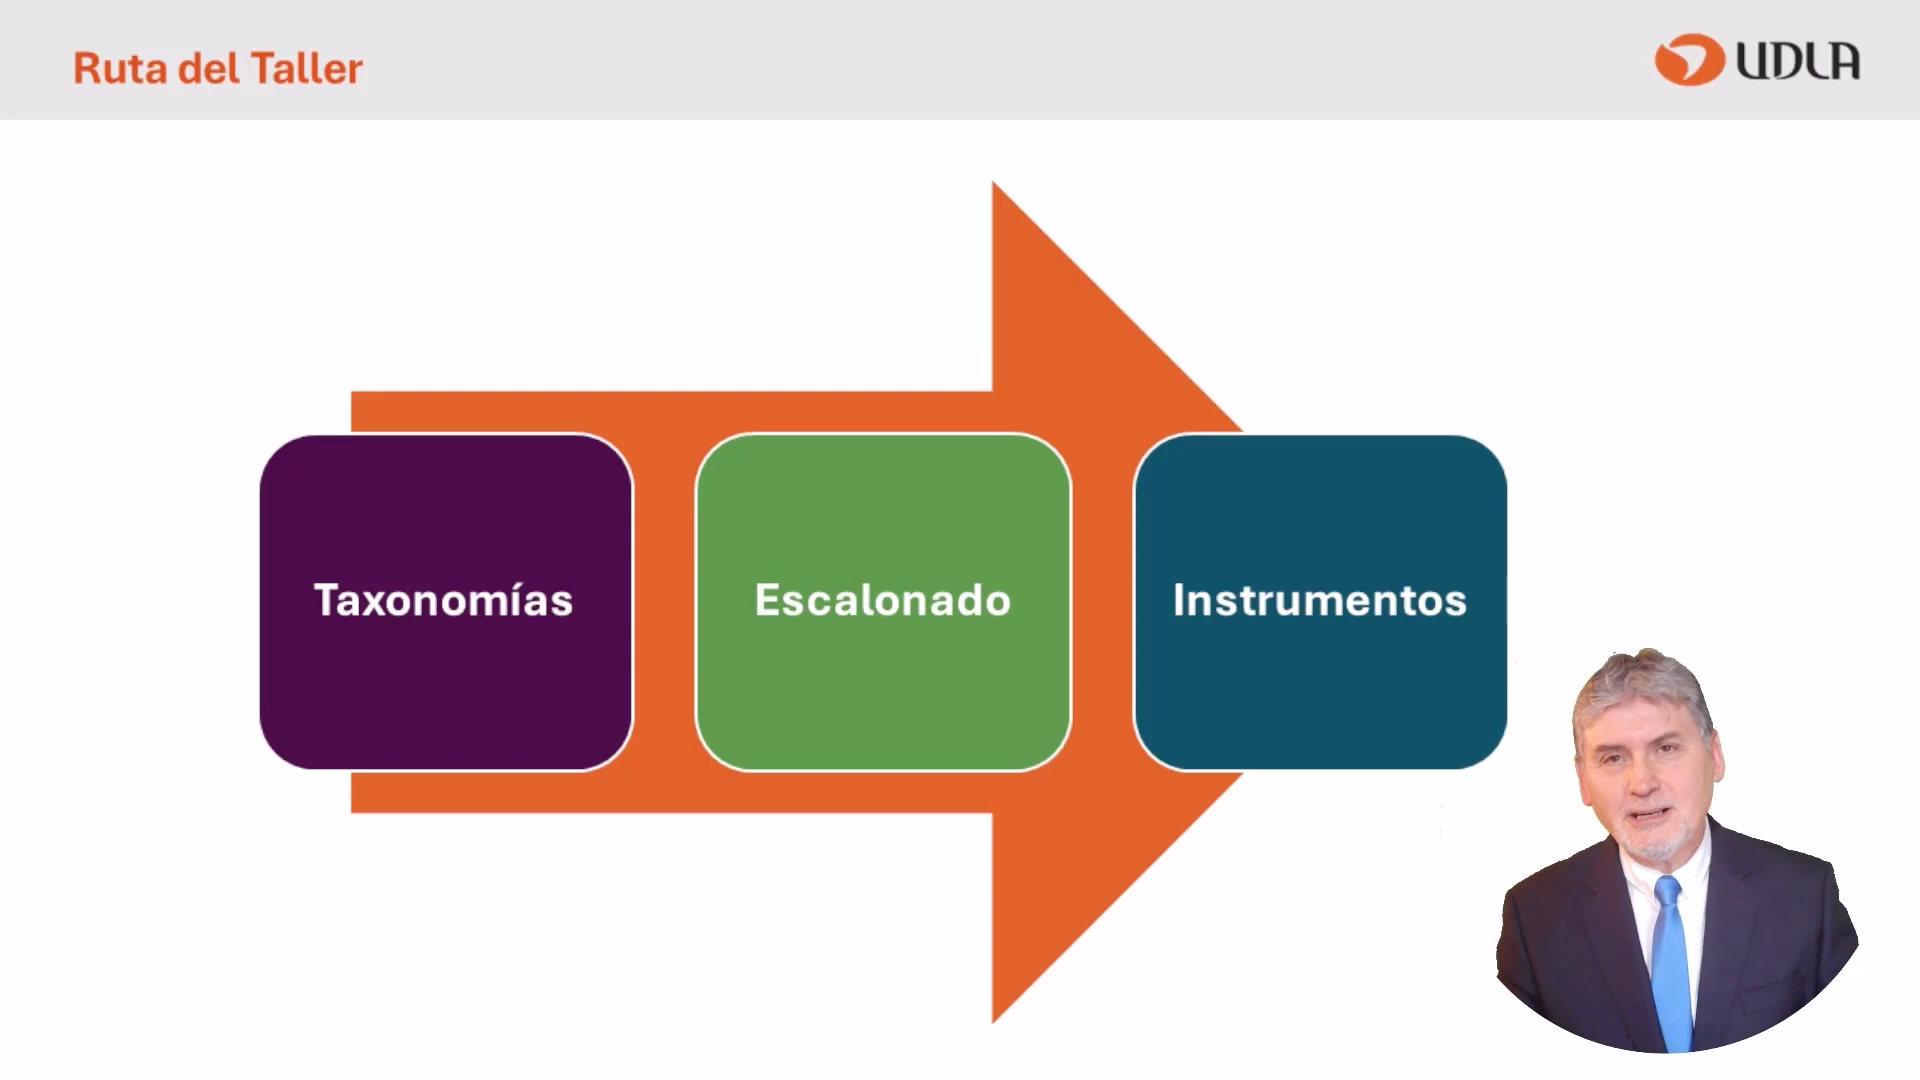 Ruta del Taller
UDLA
Taxonomías
Escalonado
Instrumentos